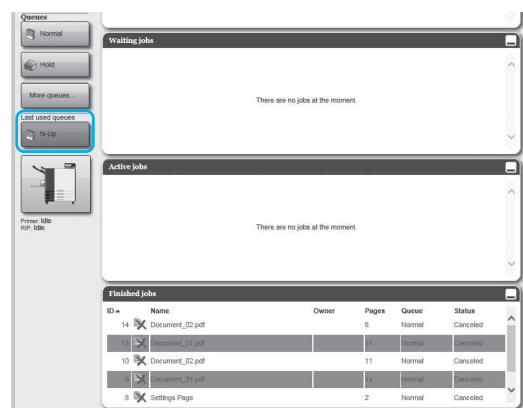 Queues
Normal
Hold
More queues...
Last used queues
N-Up
Printer: Idle
RIP: Idle
Waiting jobs
There are no jobs at the moment.
Active jobs
There are no jobs at the moment.
Finished jobs
ID Name Owner Pages Queue Status
14 Document_02.pdf 8 Normal Canceled
13 Document_01.pdf 11 Normal Canceled
10 Document_02.pdf 11 Normal Canceled
9 Document_01.pdf 11 Normal Canceled
8 Settings Page 2 Normal Canceled